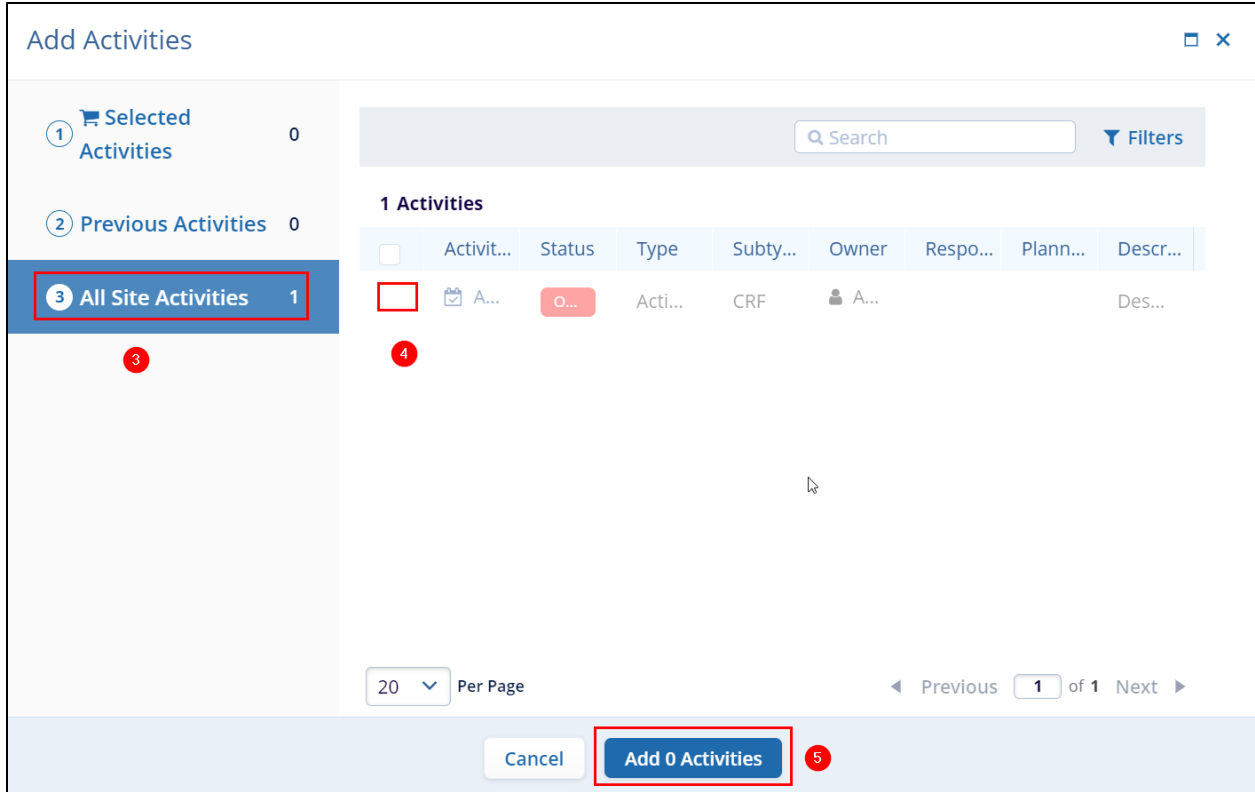 Add Activities
1 Selected Activities 0
2 Previous Activities 0
3 All Site Activities 1
3
Search Filters
1 Activities
Activit... Status Type Subty... Owner Respo... Plann... Descr...
A... O... Acti... CRF A... Des...
4
20 Per Page Previous 1 of 1 Next
Cancel Add 0 Activities 5